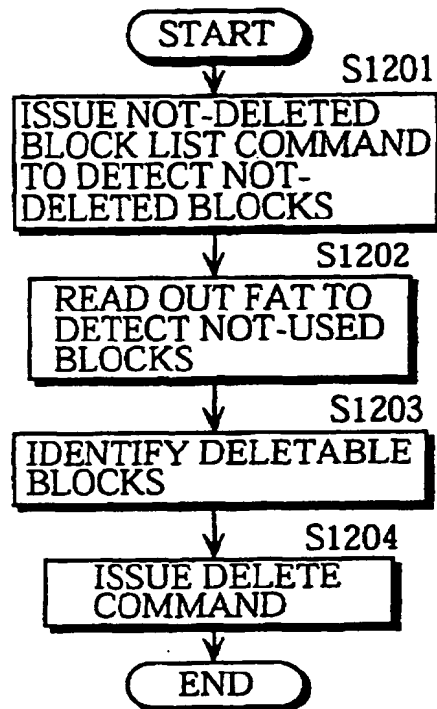 START
S1201
ISSUE NOT-DELETED
BLOCK LIST COMMAND
TO DETECT NOT-
DELETED BLOCKS
S1202
READ OUT FAT TO
DETECT NOT-USED
BLOCKS
S1203
IDENTIFY DELETABLE
BLOCKS
S1204
ISSUE DELETE
COMMAND
END